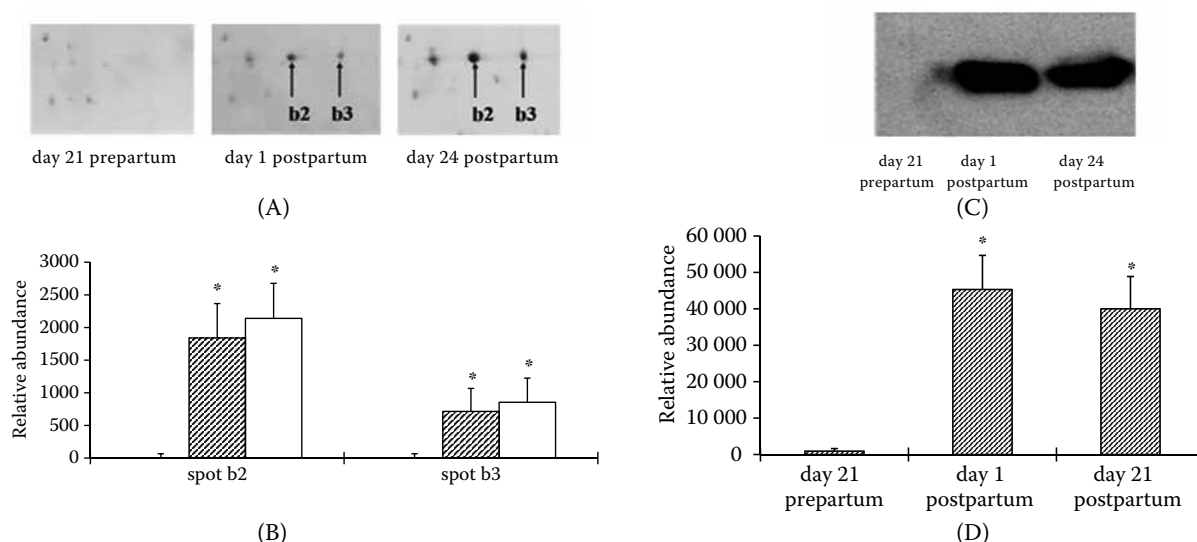 b2 b3
b2 b3
day 21 prepartum
day 1 postpartum
day 24 postpartum
(A)
day 21
prepartum
day 1
postpartum
day 24
postpartum
(C)
Relative abundance
3000
2500
2000
1500
1000
500
0
* *
* *
spot b2
spot b3
(B)
Relative abundance
60 000
50 000
40 000
30 000
20 000
10 000
0
*
*
day 21
prepartum
day 1
postpartum
day 21
postpartum
(D)